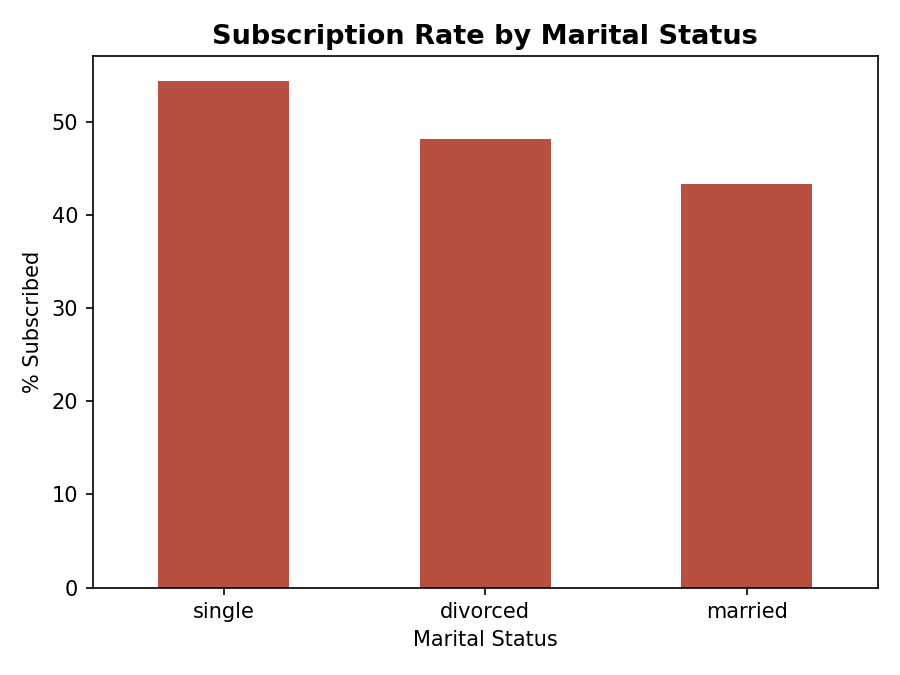 Subscription Rate by Marital Status
% Subscribed
50
40
30
20
10
0
single divorced married
Marital Status